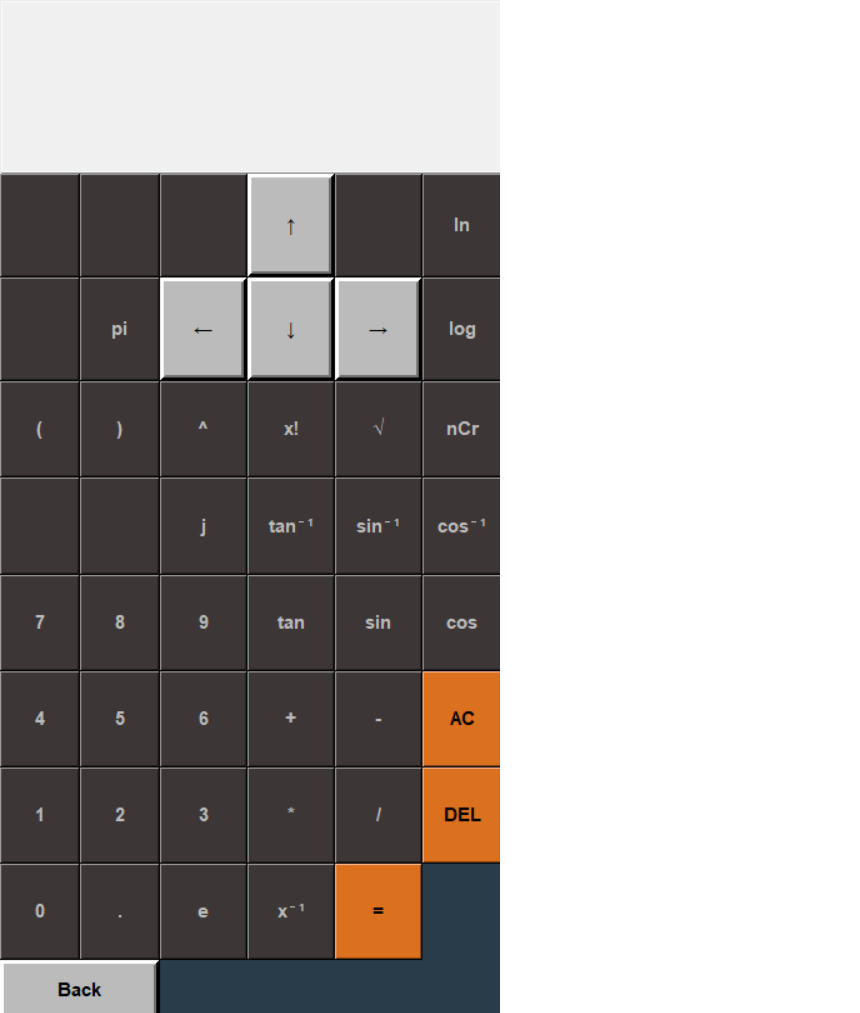 ↑ ln
pi ← ↓ → log
( ) ^ x! √ nCr
j tan⁻¹ sin⁻¹ cos⁻¹
7 8 9 tan sin cos
4 5 6 + - AC
1 2 3 * / DEL
0 . e x⁻¹ =
Back